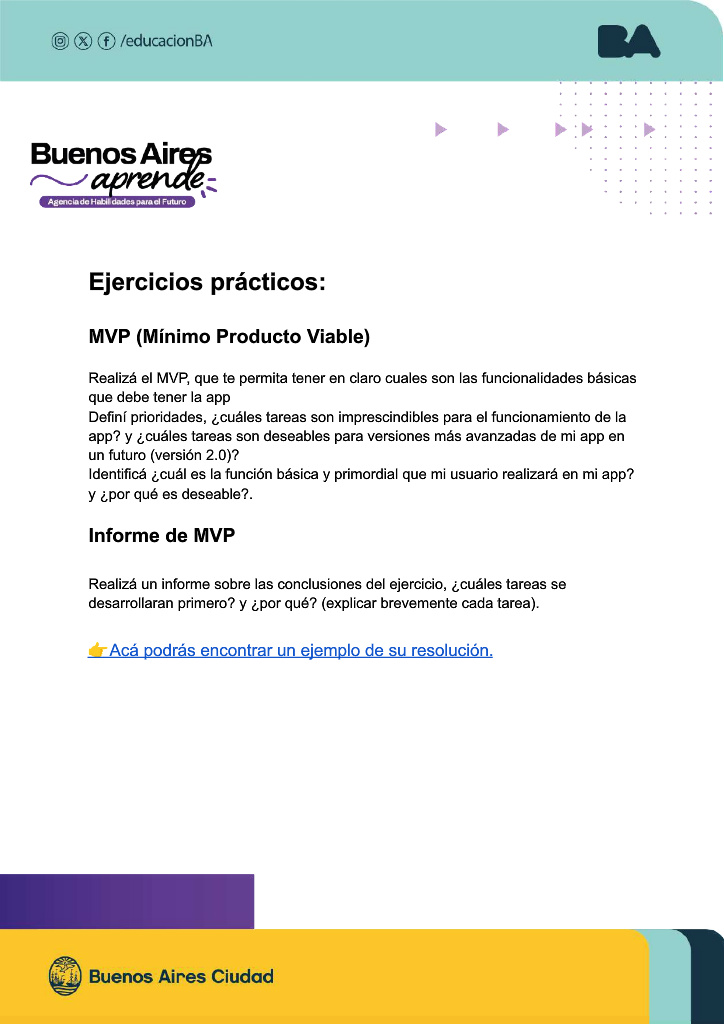 /educacionBA
BA
Buenos Aires
aprende
Agencia de Habilidades para el Futuro
Ejercicios prácticos:
MVP (Mínimo Producto Viable)
Realizá el MVP, que te permita tener en claro cuales son las funcionalidades básicas
que debe tener la app
Definí prioridades, ¿cuáles tareas son imprescindibles para el funcionamiento de la
app? y ¿cuáles tareas son deseables para versiones más avanzadas de mi app en
un futuro (versión 2.0)?
Identificá ¿cuál es la función básica y primordial que mi usuario realizará en mi app?
y ¿por qué es deseable?.
Informe de MVP
Realizá un informe sobre las conclusiones del ejercicio, ¿cuáles tareas se
desarrollaran primero? y ¿por qué? (explicar brevemente cada tarea).
👉Acá podrás encontrar un ejemplo de su resolución.
Buenos Aires Ciudad